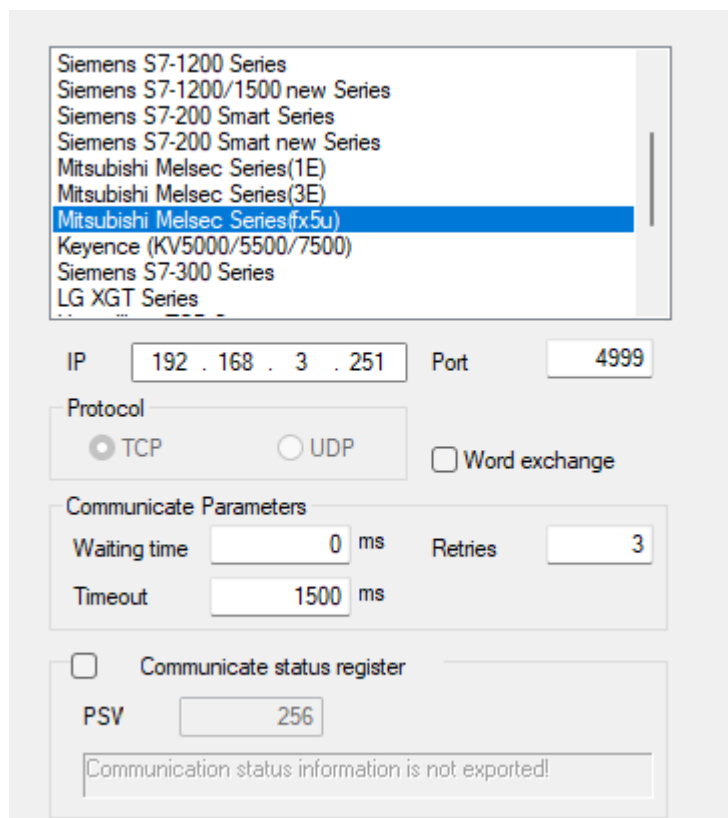 Siemens S7-1200 Series
Siemens S7-1200/1500 new Series
Siemens S7-200 Smart Series
Siemens S7-200 Smart new Series
Mitsubishi Melsec Series(1E)
Mitsubishi Melsec Series(3E)
Mitsubishi Melsec Series(fx5u)
Keyence (KV5000/5500/7500)
Siemens S7-300 Series
LG XGT Series
IP 192 . 168 . 3 . 251 Port 4999
Protocol
TCP UDP
Word exchange
Communicate Parameters
Waiting time 0 ms Retries 3
Timeout 1500 ms
Communicate status register
PSW 256
Communication status information is not exported!